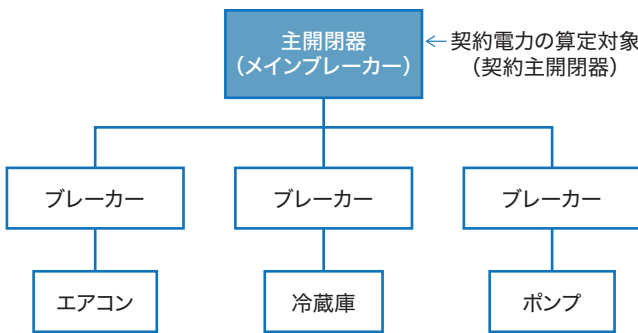 主開閉器
（メインブレーカー）
←契約電力の算定対象
（契約主開閉器）
ブレーカー
ブレーカー
ブレーカー
エアコン
冷蔵庫
ポンプ